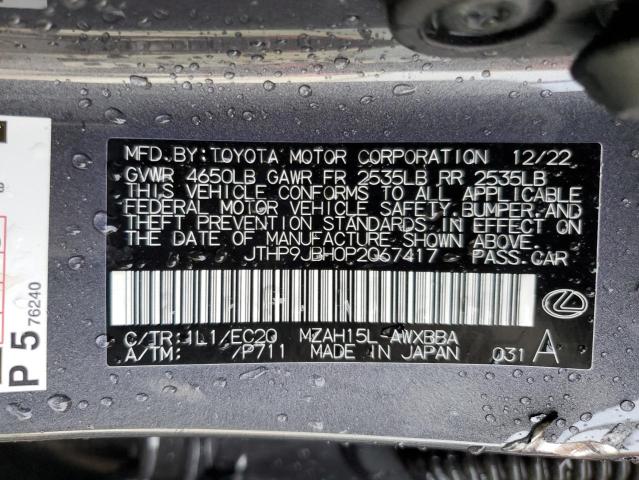 MFD.BY:TOYOTA MOTOR CORPORATION 12/22
GVWR 4650LB GAWR FR 2535LB RR 2535LB
THIS VEHICLE CONFORMS TO ALL APPLICABLE
FEDERAL MOTOR VEHICLE SAFETY,BUMPER,AND
THEFT PREVENTION STANDARDS IN EFFECT ON
THE DATE OF MANUFACTURE SHOWN ABOVE.
JTHP9JBH0P2067417 PASS.CAR
C/TR:1L1/EC20 MZAH15L-AWXBBA
A/TM: /P711 MADE IN JAPAN 031 A
P 5 76240